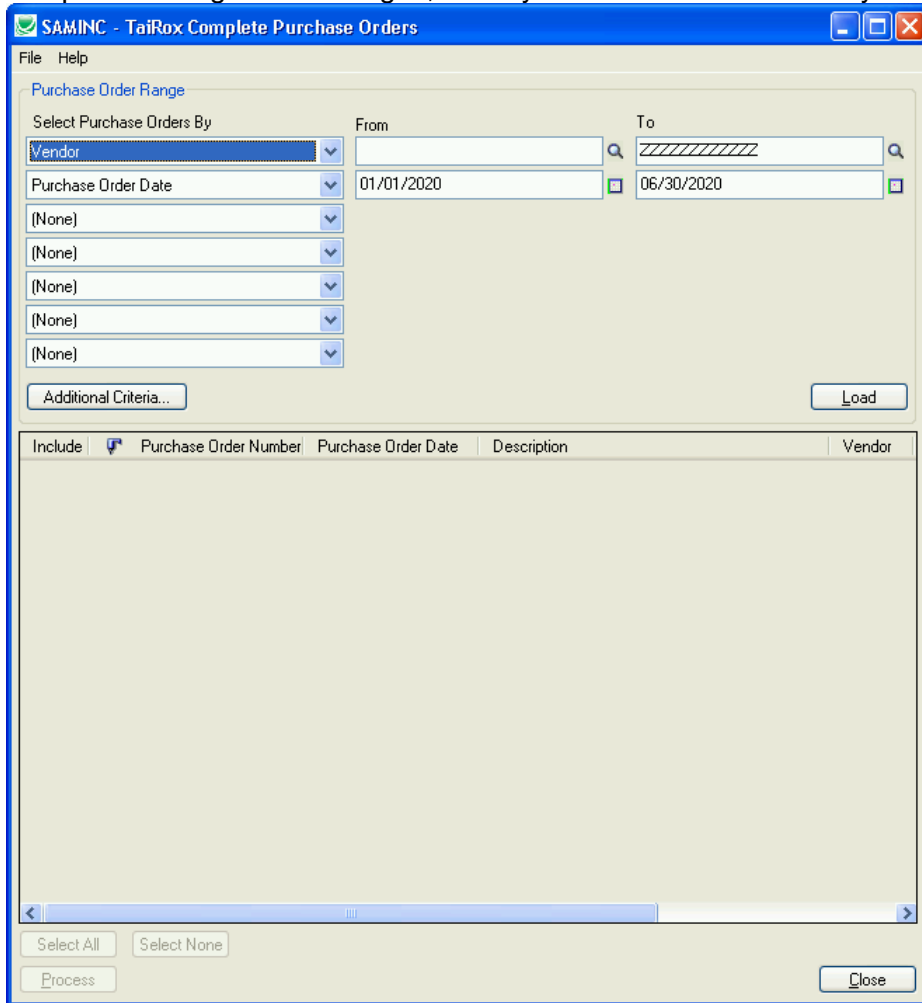 SAMINC - TaiRox Complete Purchase Orders
File Help
Purchase Order Range
Select Purchase Orders By From To
Vendor ZZZZZZZZZZZZ
Purchase Order Date 01/01/2020 06/30/2020
(None)
(None)
(None)
(None)
(None)
Additional Criteria... Load
Include Purchase Order Number Purchase Order Date Description Vendor
Select All Select None
Process Close